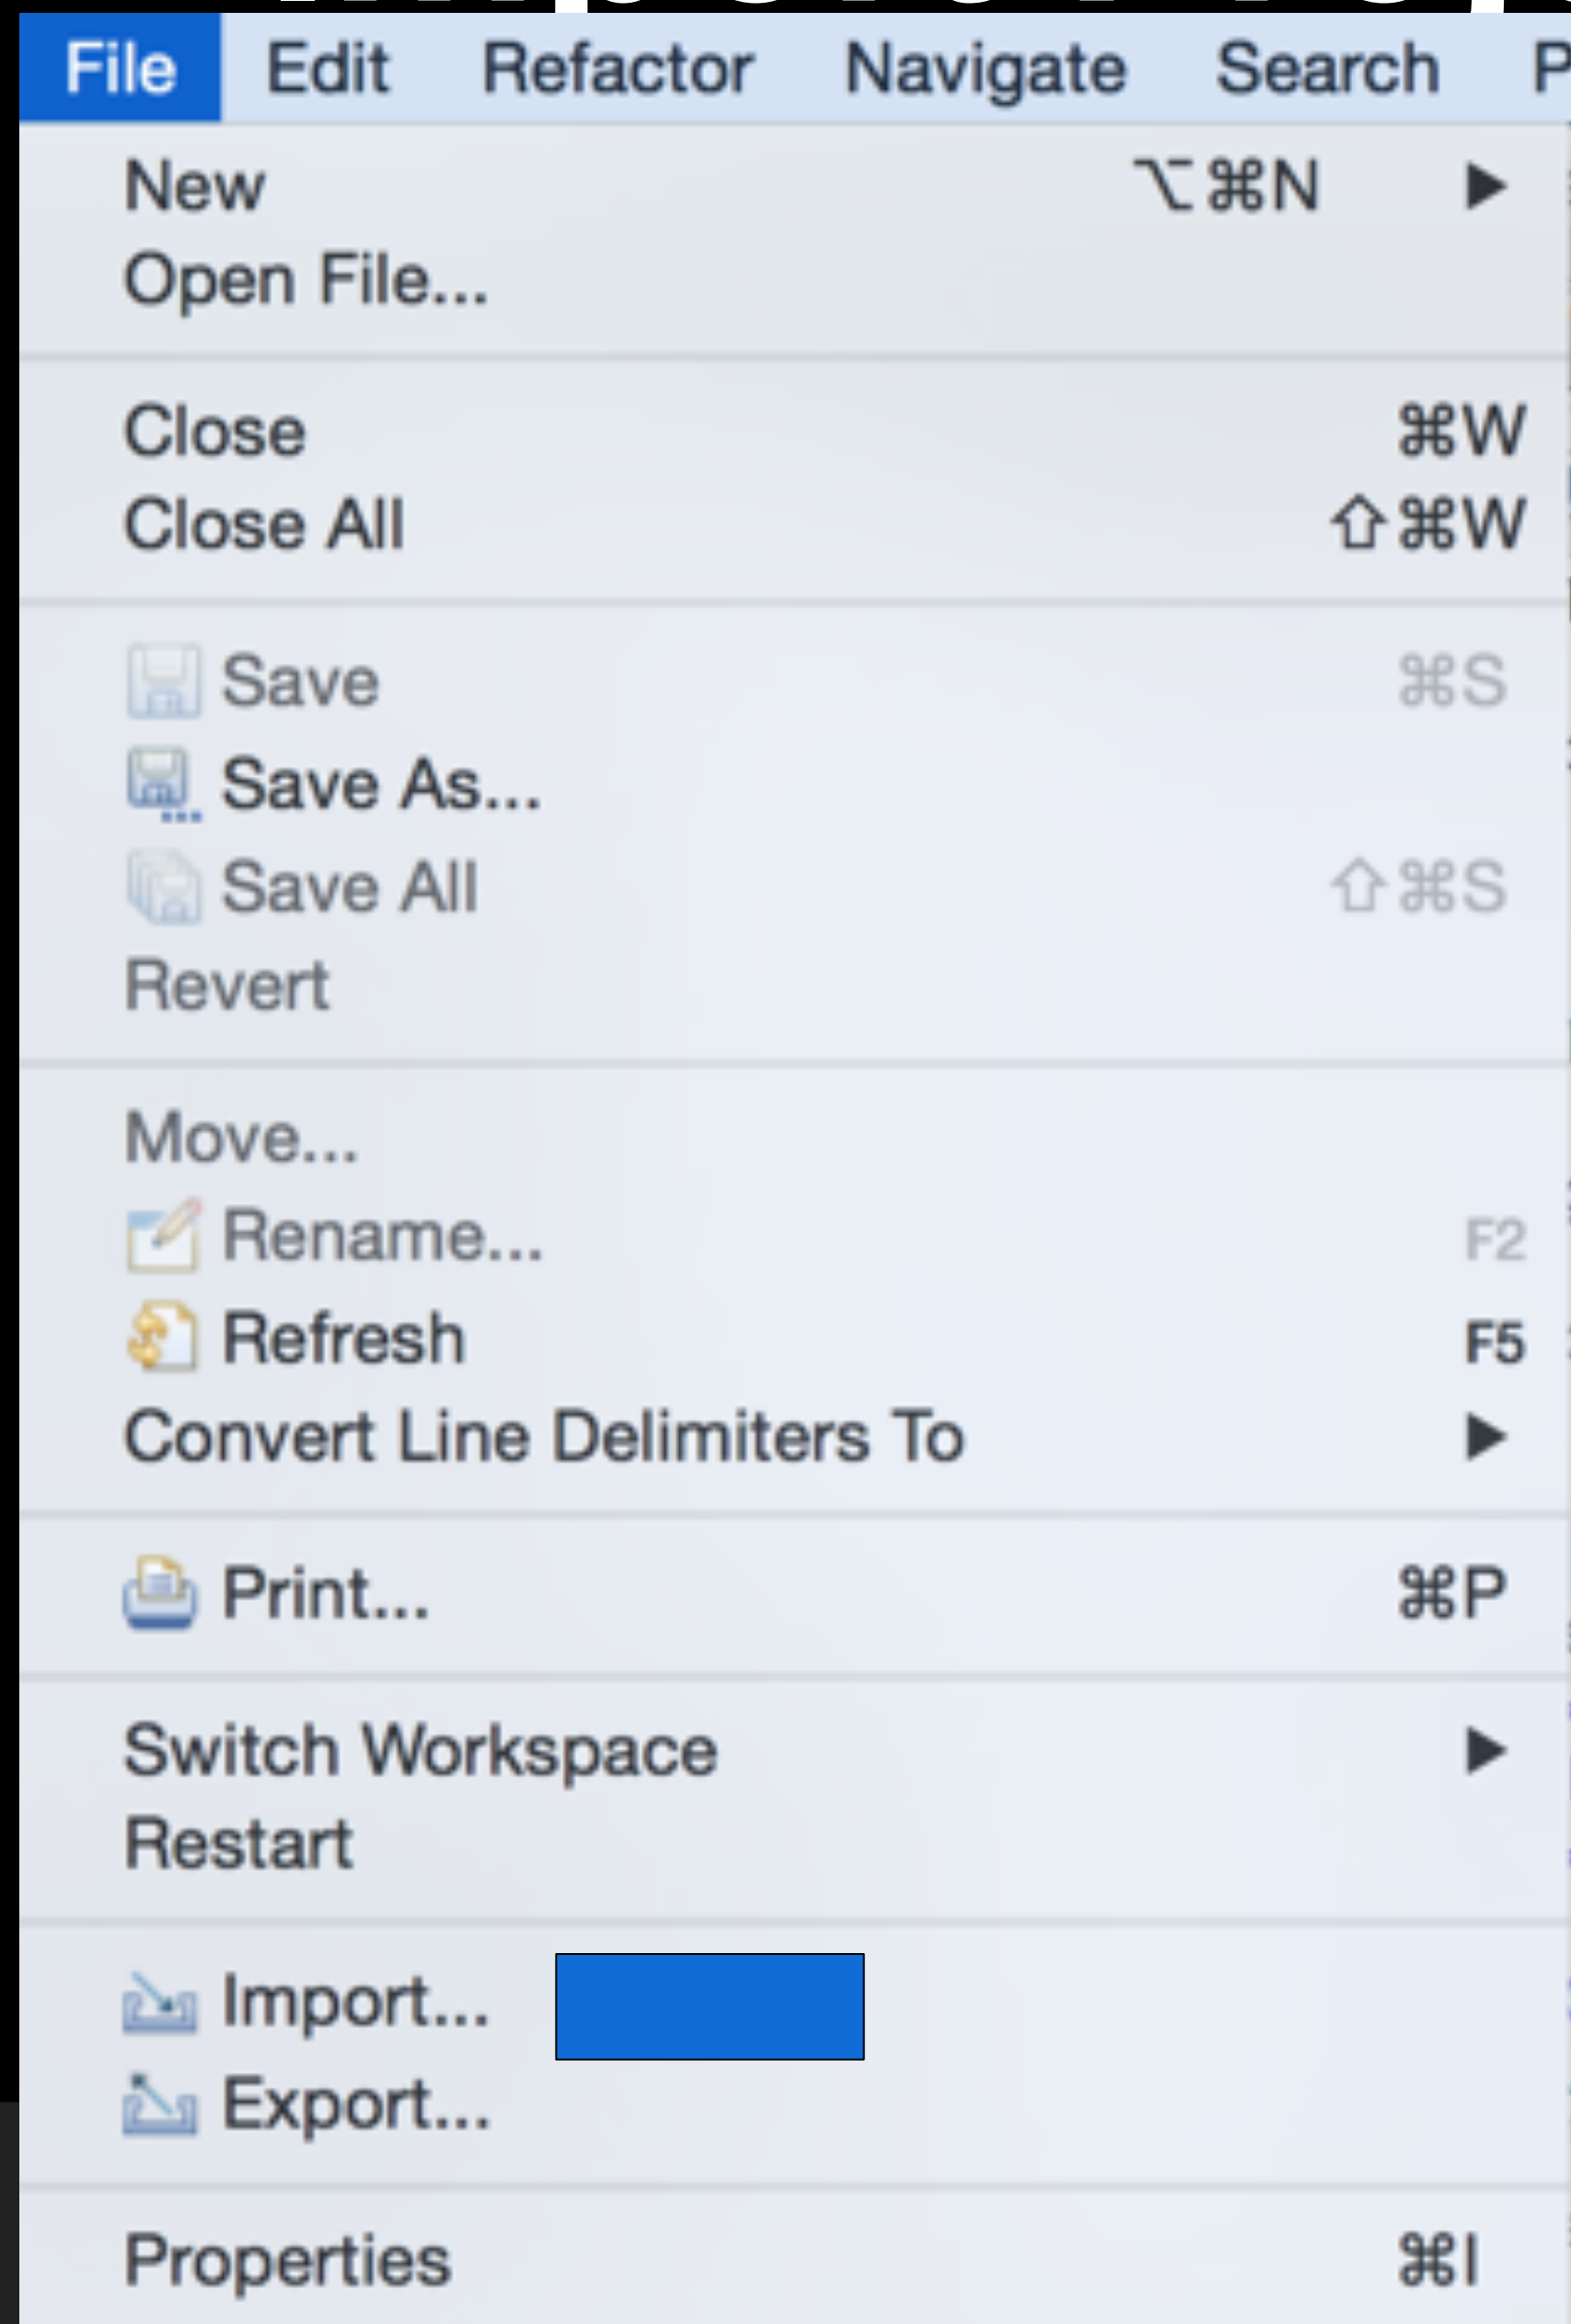 File Edit Refactor Navigate Search
New ⌥⌘N ▶
Open File...
Close ⌘W
Close All ⇧⌘W
Save ⌘S
Save As...
Save All ⇧⌘S
Revert
Move...
Rename... F2
Refresh F5
Convert Line Delimiters To ▶
Print... ⌘P
Switch Workspace ▶
Restart
Import...
Export...
Properties ⌘I